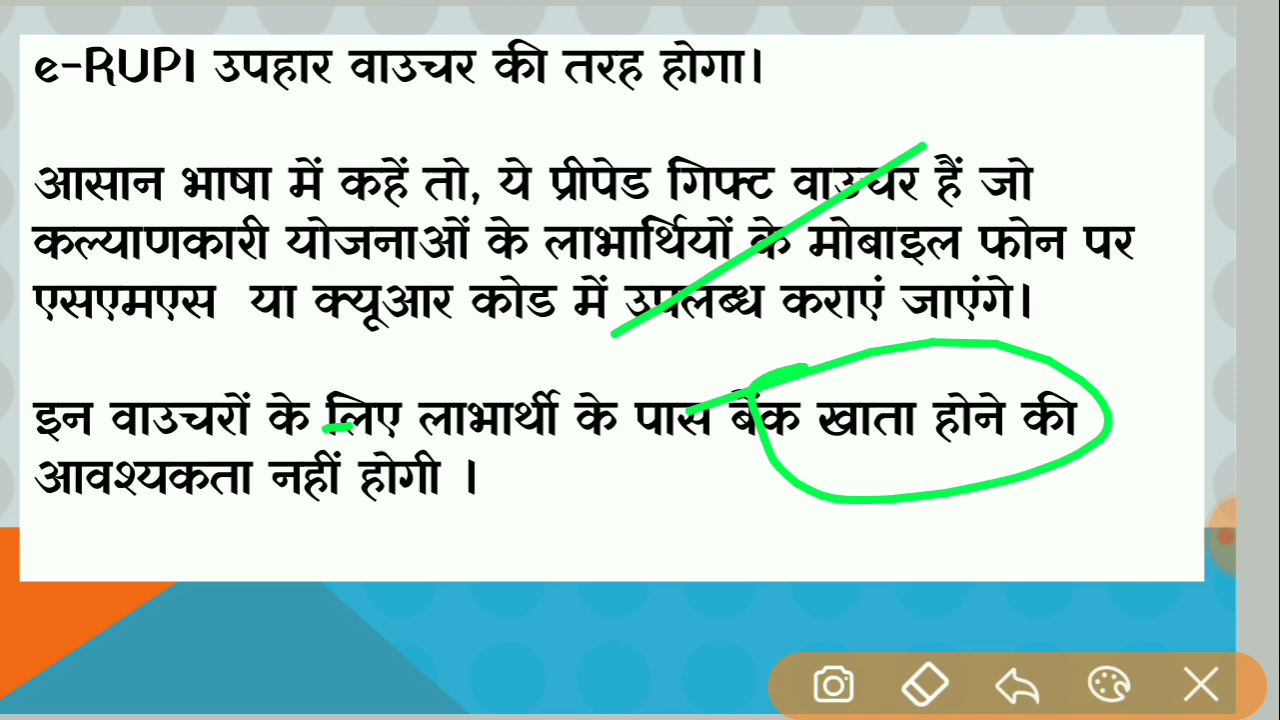 e-RUPI उपहार वाउचर की तरह होगा।
आसान भाषा में कहें तो, ये प्रीपेड गिफ्ट वाउचर हैं जो
कल्याणकारी योजनाओं के लाभार्थियों के मोबाइल फोन पर
एसएमएस या क्यूआर कोड में उपलब्ध कराएं जाएंगे।
इन वाउचरों के लिए लाभार्थी के पास बैंक खाता होने की
आवश्यकता नहीं होगी ।